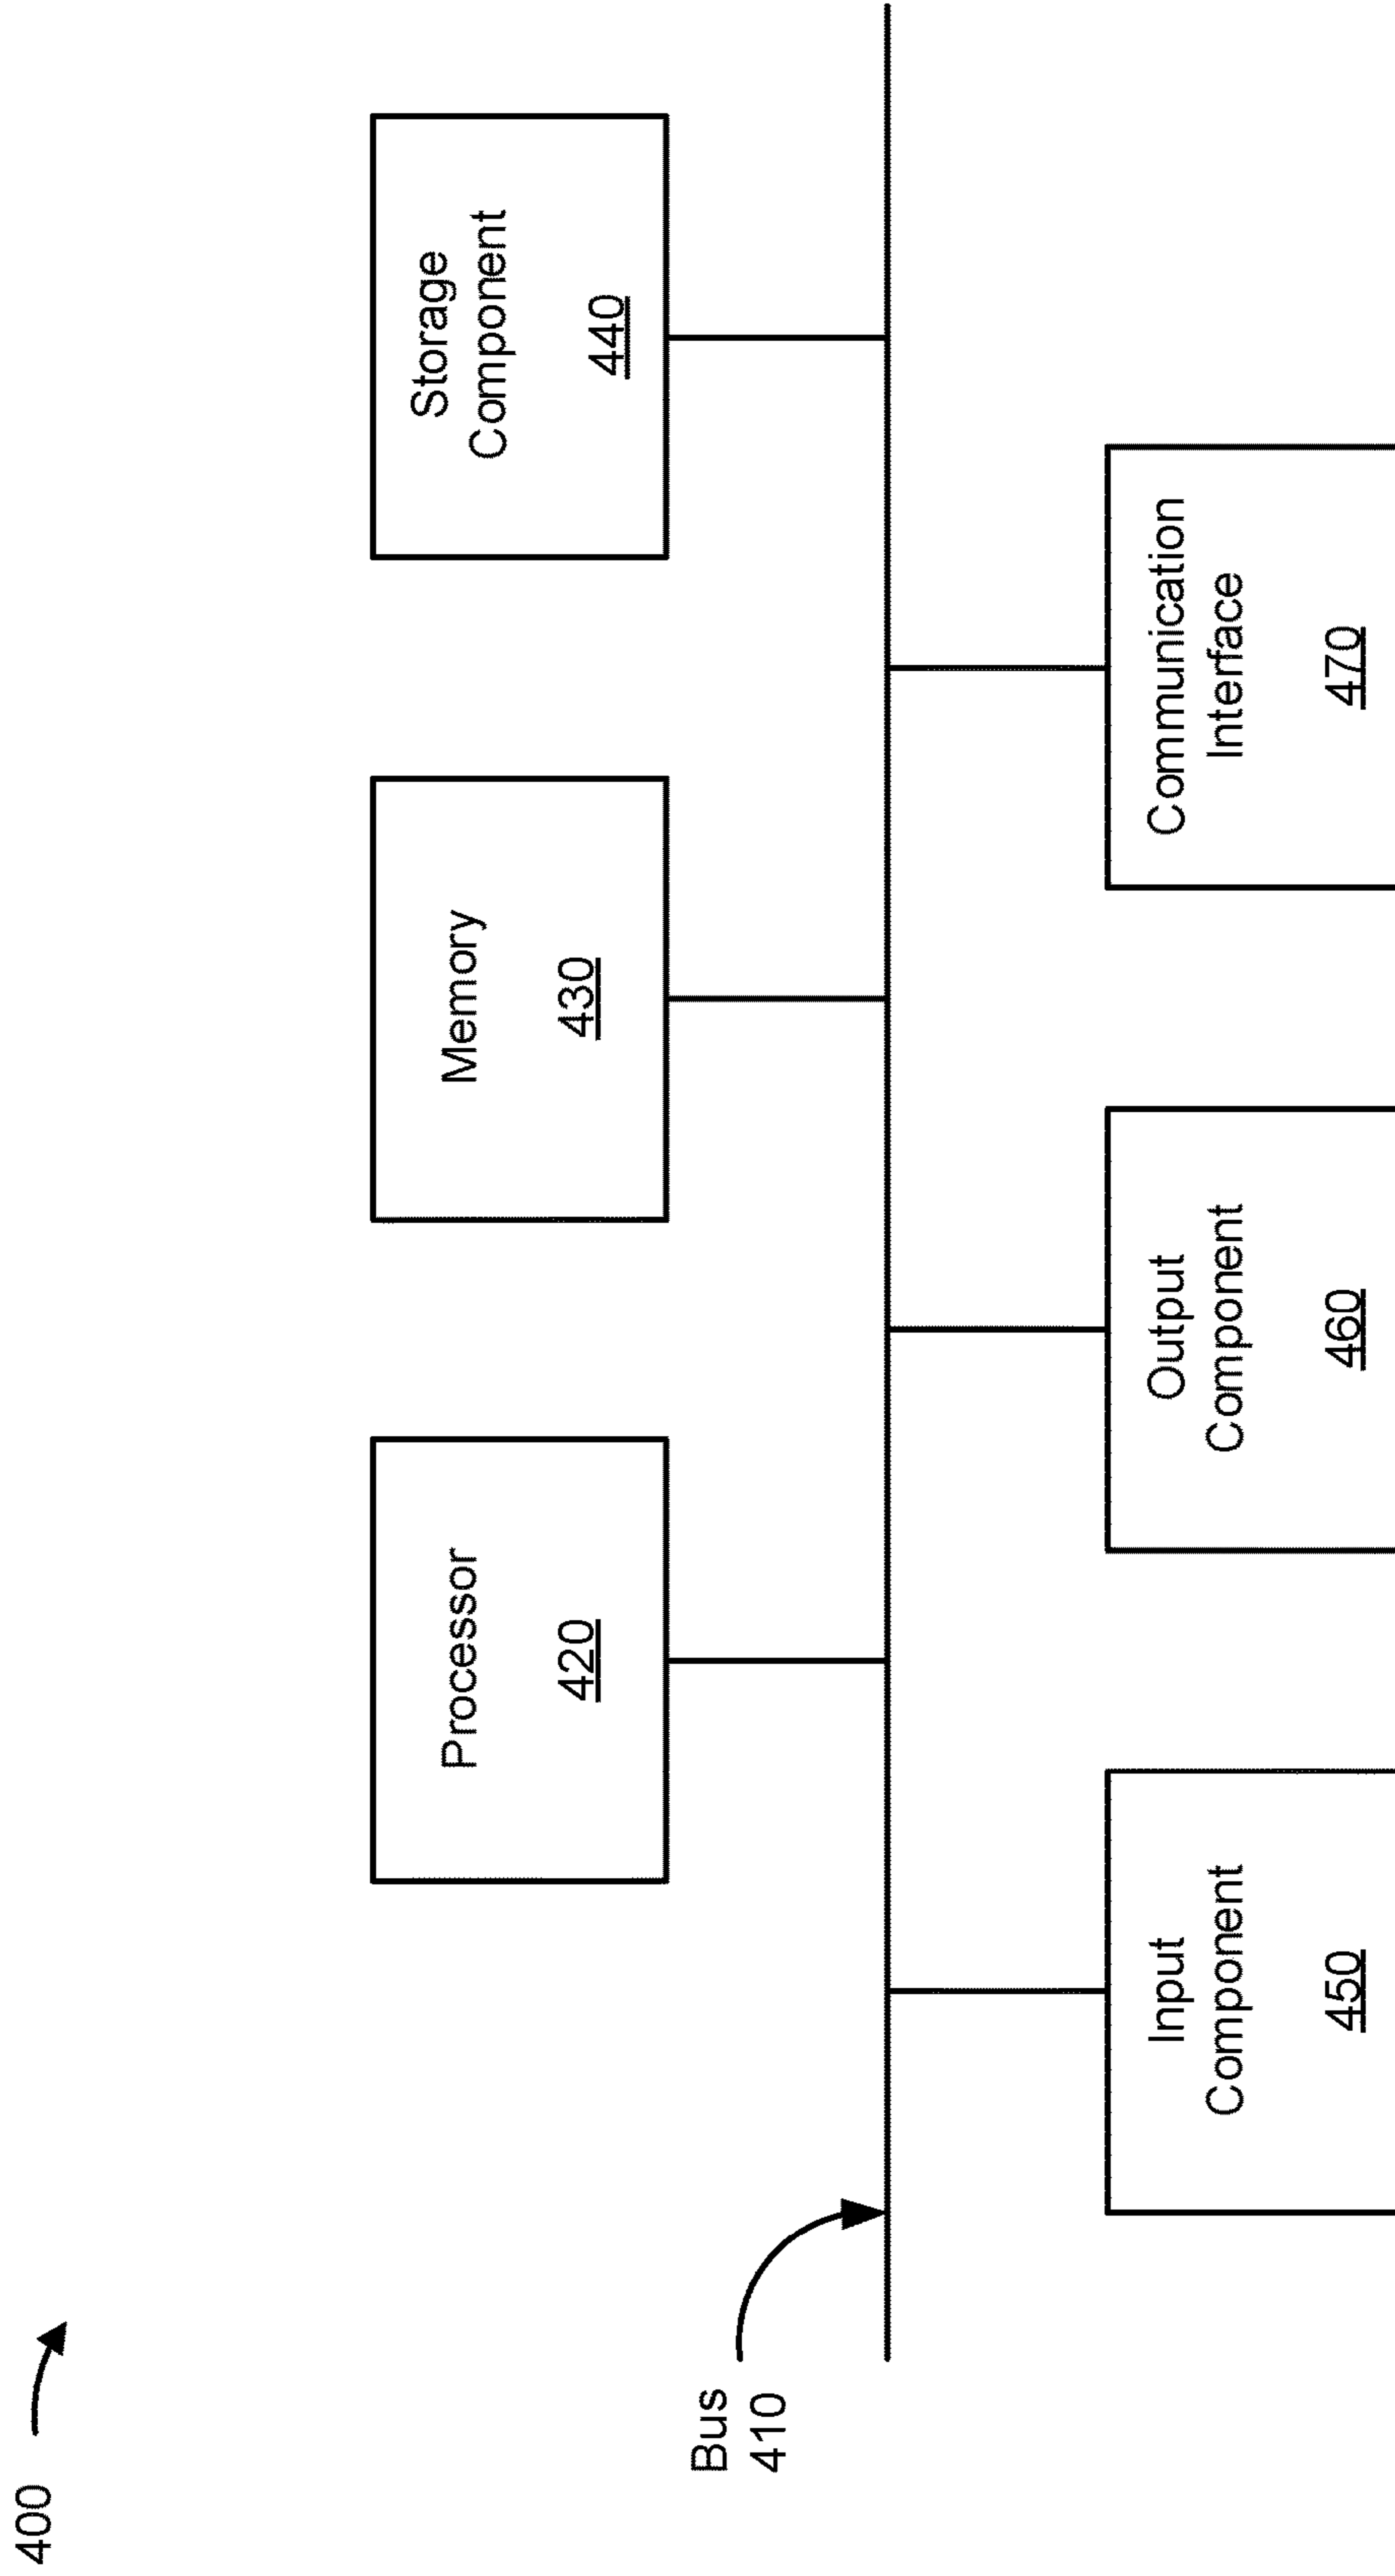 400
Processor
420
Memory
430
Storage
Component
440
Bus
410
Input
Component
450
Output
Component
460
Communication
Interface
470